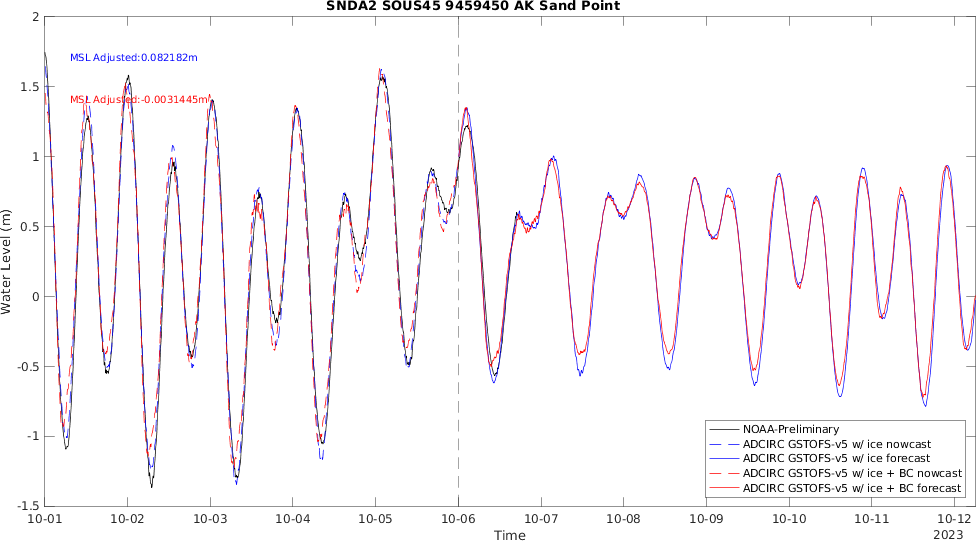 SNDA2 SOUS45 9459450 AK Sand Point
2
1.5
1
0.5
0
-0.5
-1
-1.5
Water Level (m)
MSL Adjusted:0.082182m
MSL Adjusted:-0.0031445m
NOAA-Preliminary
ADCIRC GSTOFS-v5 w/ ice nowcast
ADCIRC GSTOFS-v5 w/ ice forecast
ADCIRC GSTOFS-v5 w/ ice + BC nowcast
ADCIRC GSTOFS-v5 w/ ice + BC forecast
10-01 10-02 10-03 10-04 10-05 10-06 10-07 10-08 10-09 10-10 10-11 10-12
Time
2023